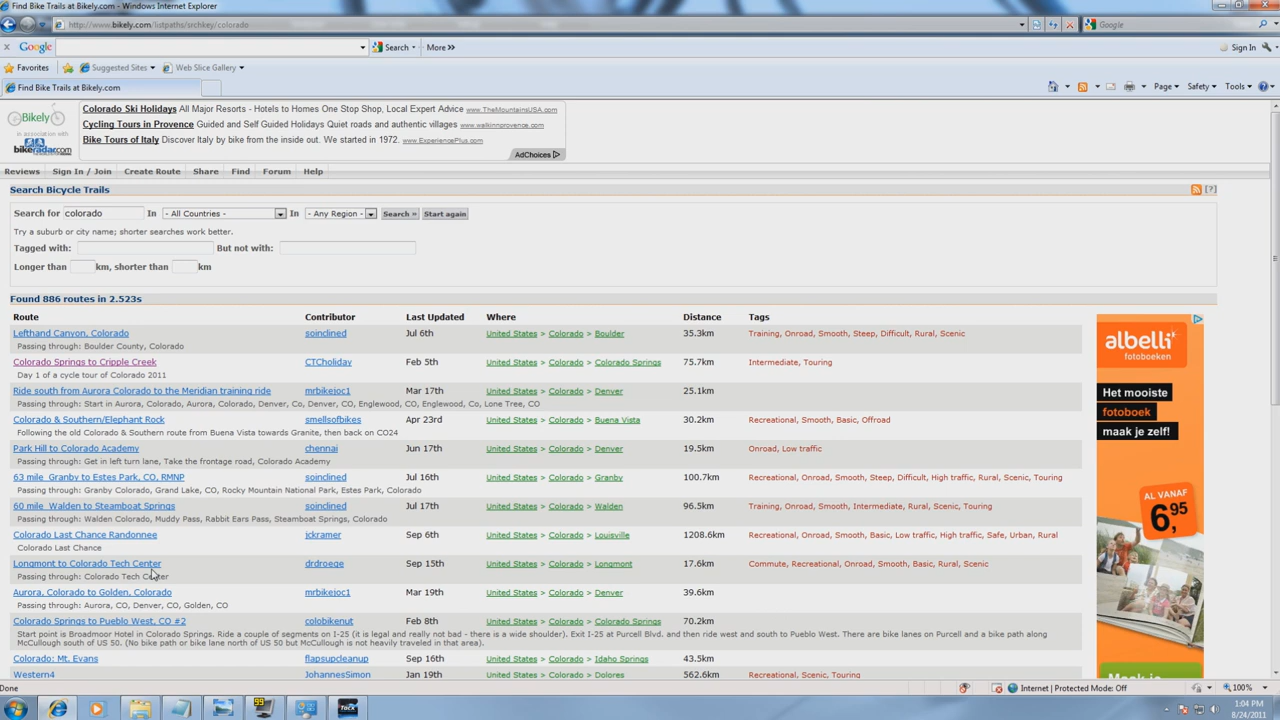 Find Bike Trails at Bikely.com - Windows Internet Explorer
http://www.bikely.com/listpaths/srchkey/colorado
Google
Google Search More >> Sign In
Favorites Suggested Sites Web Slice Gallery
Find Bike Trails at Bikely.com Page Safety Tools
Bikely
in association with
bikeradar.com
Colorado Ski Holidays All Major Resorts - Hotels to Homes One Stop Shop, Local Expert Advice www.TheMountainsUSA.com
Cycling Tours in Provence Guided and Self Guided Holidays Quiet roads and authentic villages www.walkinnprovence.com
Bike Tours of Italy Discover Italy by bike from the inside out. We started in 1972. www.ExperiencePlus.com
AdChoices
Reviews Sign In / Join Create Route Share Find Forum Help
Search Bicycle Trails [?]
Search for colorado In - All Countries - In - Any Region - Search » Start again
Try a suburb or city name; shorter searches work better.
Tagged with: But not with:
Longer than km, shorter than km
Found 886 routes in 2.523s
Route Contributor Last Updated Where Distance Tags
Lefthand Canyon, Colorado soinclined Jul 6th United States > Colorado > Boulder 35.3km Training, Onroad, Smooth, Steep, Difficult, Rural, Scenic
Passing through: Boulder County, Colorado
Colorado Springs to Cripple Creek CTCholiday Feb 5th United States > Colorado > Colorado Springs 75.7km Intermediate, Touring
Day 1 of a cycle tour of Colorado 2011
Ride south from Aurora Colorado to the Meridian training ride mrbikejoc1 Mar 17th United States > Colorado > Denver 25.1km
Passing through: Start in Aurora, Colorado, Aurora, Colorado, Denver, Co, Denver, CO, Englewood, CO, Englewood, Co, Lone Tree, CO
Colorado & Southern/Elephant Rock smellsofbikes Apr 23rd United States > Colorado > Buena Vista 30.2km Recreational, Smooth, Basic, Offroad
Following the old Colorado & Southern route from Buena Vista towards Granite, then back on CO24
Park Hill to Colorado Academy chennai Jun 17th United States > Colorado > Denver 19.5km Onroad, Low traffic
Passing through: Get in left turn lane, Take the frontage road, Colorado Academy
63 mile Granby to Estes Park, CO, RMNP soinclined Jul 16th United States > Colorado > Granby 100.7km Recreational, Onroad, Smooth, Steep, Difficult, High traffic, Rural, Scenic, Touring
Passing through: Granby Colorado, Grand Lake, CO, Rocky Mountain National Park, Estes Park, Colorado
60 mile Walden to Steamboat Springs soinclined Jul 17th United States > Colorado > Walden 96.5km Training, Onroad, Smooth, Intermediate, Rural, Scenic, Touring
Passing through: Walden Colorado, Muddy Pass, Rabbit Ears Pass, Steamboat Springs, Colorado
Colorado Last Chance Randonnee jckramer Sep 6th United States > Colorado > Louisville 1208.6km Recreational, Onroad, Smooth, Basic, Low traffic, High traffic, Safe, Urban, Rural
Colorado Last Chance
Longmont to Colorado Tech Center drdroege Sep 15th United States > Colorado > Longmont 17.6km Commute, Recreational, Onroad, Smooth, Basic, Rural, Scenic
Passing through: Colorado Tech Center
Aurora, Colorado to Golden, Colorado mrbikejoc1 Mar 19th United States > Colorado > Denver 39.6km
Passing through: Aurora, CO, Denver, CO, Golden, CO
Colorado Springs to Pueblo West, CO #2 colobikenut Feb 8th United States > Colorado > Colorado Springs 70.2km
Start point is Broadmoor Hotel in Colorado Springs. Ride a couple of segments on I-25 (it is legal and really not bad - there is a wide shoulder). Exit I-25 at Purcell Blvd. and then ride west and south to Pueblo West. There are bike lanes on Purcell and a bike path along
McCullough south of US 50. (No bike path or bike lane north of US 50 but McCullough is not heavily traveled in that area).
Colorado: Mt. Evans flapsupcleanup Sep 16th United States > Colorado > Idaho Springs 43.5km
Western4 JohannesSimon Jan 19th United States > Colorado > Dolores 562.6km Recreational, Scenic, Touring
albelli
fotoboeken
Het mooiste
fotoboek
maak je zelf!
AL VANAF
6,95
Maak je
Done Internet | Protected Mode: Off 100%
99
1:04 PM
8/24/2011